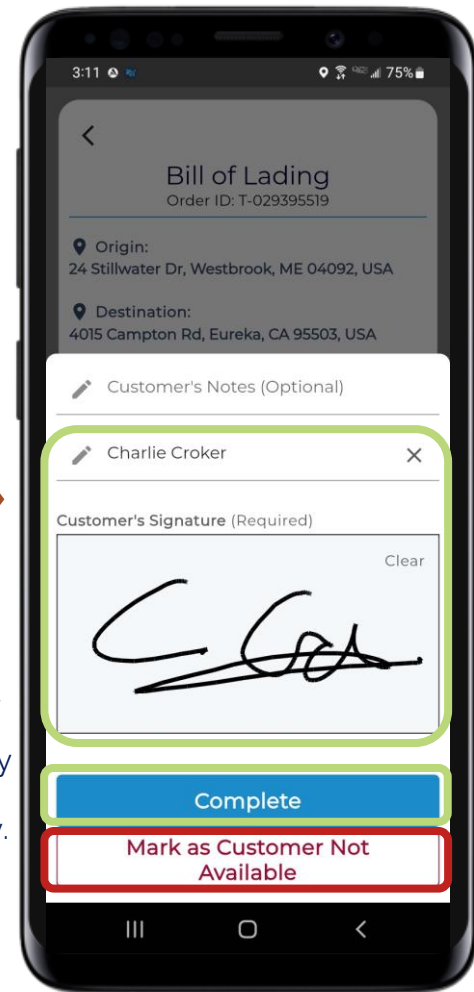 3:11 75%
Bill of Lading
Order ID: T-029395519
Origin:
24 Stillwater Dr, Westbrook, ME 04092, USA
Destination:
4015 Campton Rd, Eureka, CA 95503, USA
Customer's Notes (Optional)
Charlie Croker
Customer's Signature (Required)
Clear
Complete
Mark as Customer Not
Available